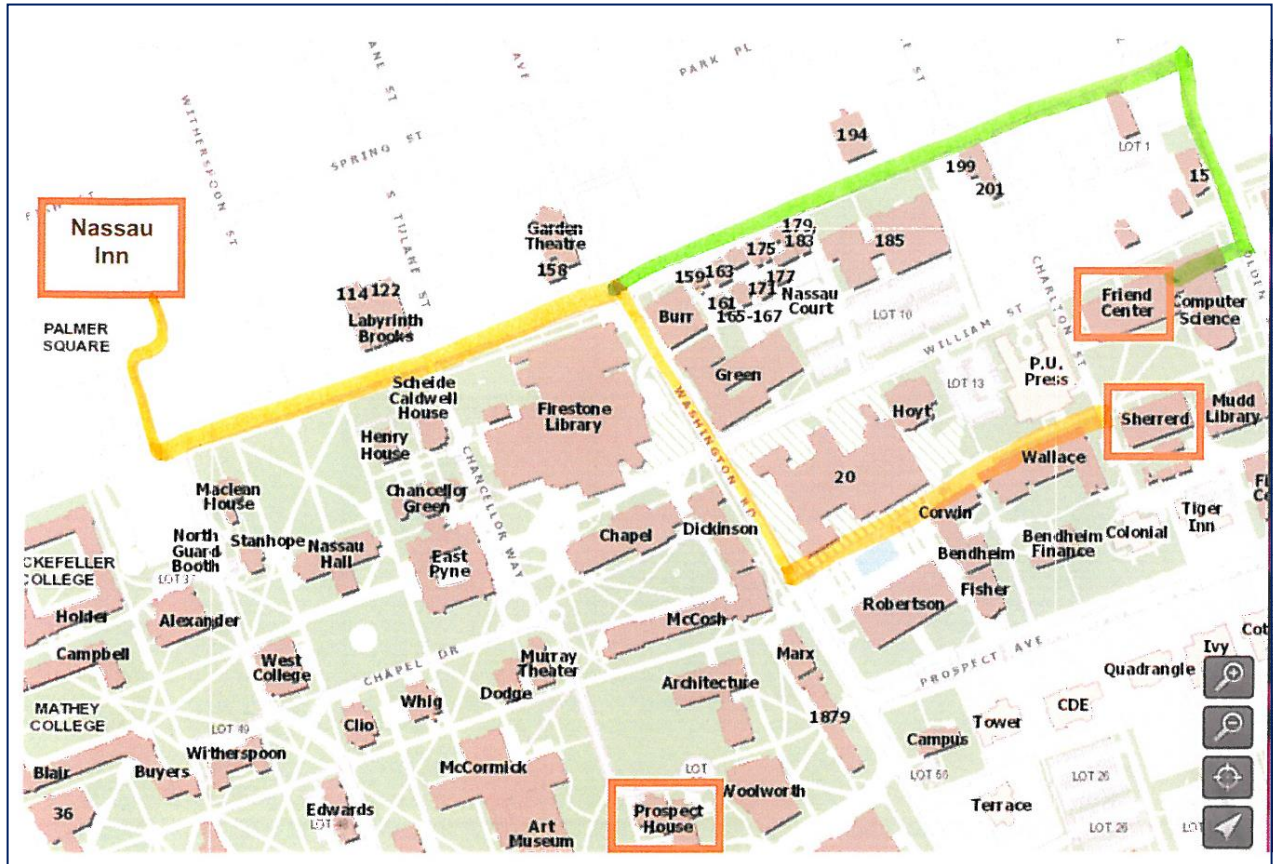 ANE ST
AVE
PARK PL
E ST
WITHERSPOON ST
SPRING ST
S TULANE ST
194
LOT 1
199
201
15
Nassau
Inn
Garden
Theatre
158
179,
183
175
185
159
163
177
171
161
165-167
Nassau
Court
CHARLTON ST
OLDEN
114
122
Labyrinth
Brooks
PALMER
SQUARE
Burr
LOT 10
Friend
Center
Computer
Science
WILLIAM ST
Green
P.U.
Press
LOT 13
Scheide
Caldwell
House
Firestone
Library
WASHINGTON RD
Hoyt
Sherrerd
Mudd
Library
Henry
House
CHANCELLOR WAY
Wallace
Maclean
House
Chancellor
Green
20
North
Guard
Booth
Stanhope
Nassau
Hall
East
Pyne
Chapel
Dickinson
Corwin
Bendheim
Bendheim
Finance
Colonial
Tiger
Inn
CKEFELLER
COLLEGE
Holder
Alexander
Fisher
Robertson
McCosh
Campbell
West
College
CHAPEL DR
Murray
Theater
Marx
PROSPECT AVE
Ivy
Quadrangle
Architecture
Dodge
Whig
MATHEY
COLLEGE
Clio
LOT 49
1879
CDE
Tower
Campus
Witherspoon
Blair
Buyers
McCormick
LOT
Woolworth
LOT 26
Terrace
36
Edwards
Prospect
House
Art
Museum
LOT 26